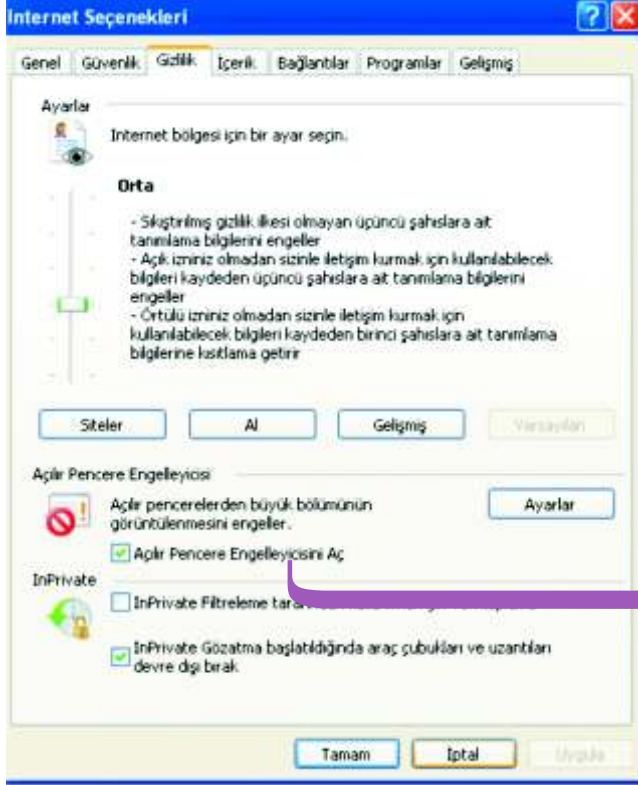 Internet Seçenekleri
Genel Güvenlik Gizlilik İçerik Bağlantılar Programlar Gelişmiş
Ayarlar
Internet bölgesi için bir ayar seçin.
Orta
- Sıkıştırılmış gizlilik ilkesi olmayan üçüncü şahıslara ait
tanımlama bilgilerini engeller
- Açık izniniz olmadan sizinle iletişim kurmak için kullanılabilecek
bilgileri kaydeden üçüncü şahıslara ait tanımlama bilgilerini
engeller
- Örtülü izniniz olmadan sizinle iletişim kurmak için
kullanılabilecek bilgileri kaydeden birinci şahıslara ait tanımlama
bilgilerine kısıtlama getirir
Siteler Al Gelişmiş Varsayılan
Açılır Pencere Engelleyicisi
Açılır pencerelerden büyük bölümünün
görüntülenmesini engeller.
Ayarlar
Açılır Pencere Engelleyicisini Aç
InPrivate
InPrivate Filtreleme
InPrivate Gözatma başlatıldığında araç çubukları ve uzantıları
devre dışı bırak
Tamam İptal Uygula